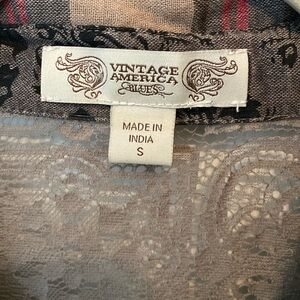 VINTAGE
AMERICA
BLUES
MADE IN
INDIA
S